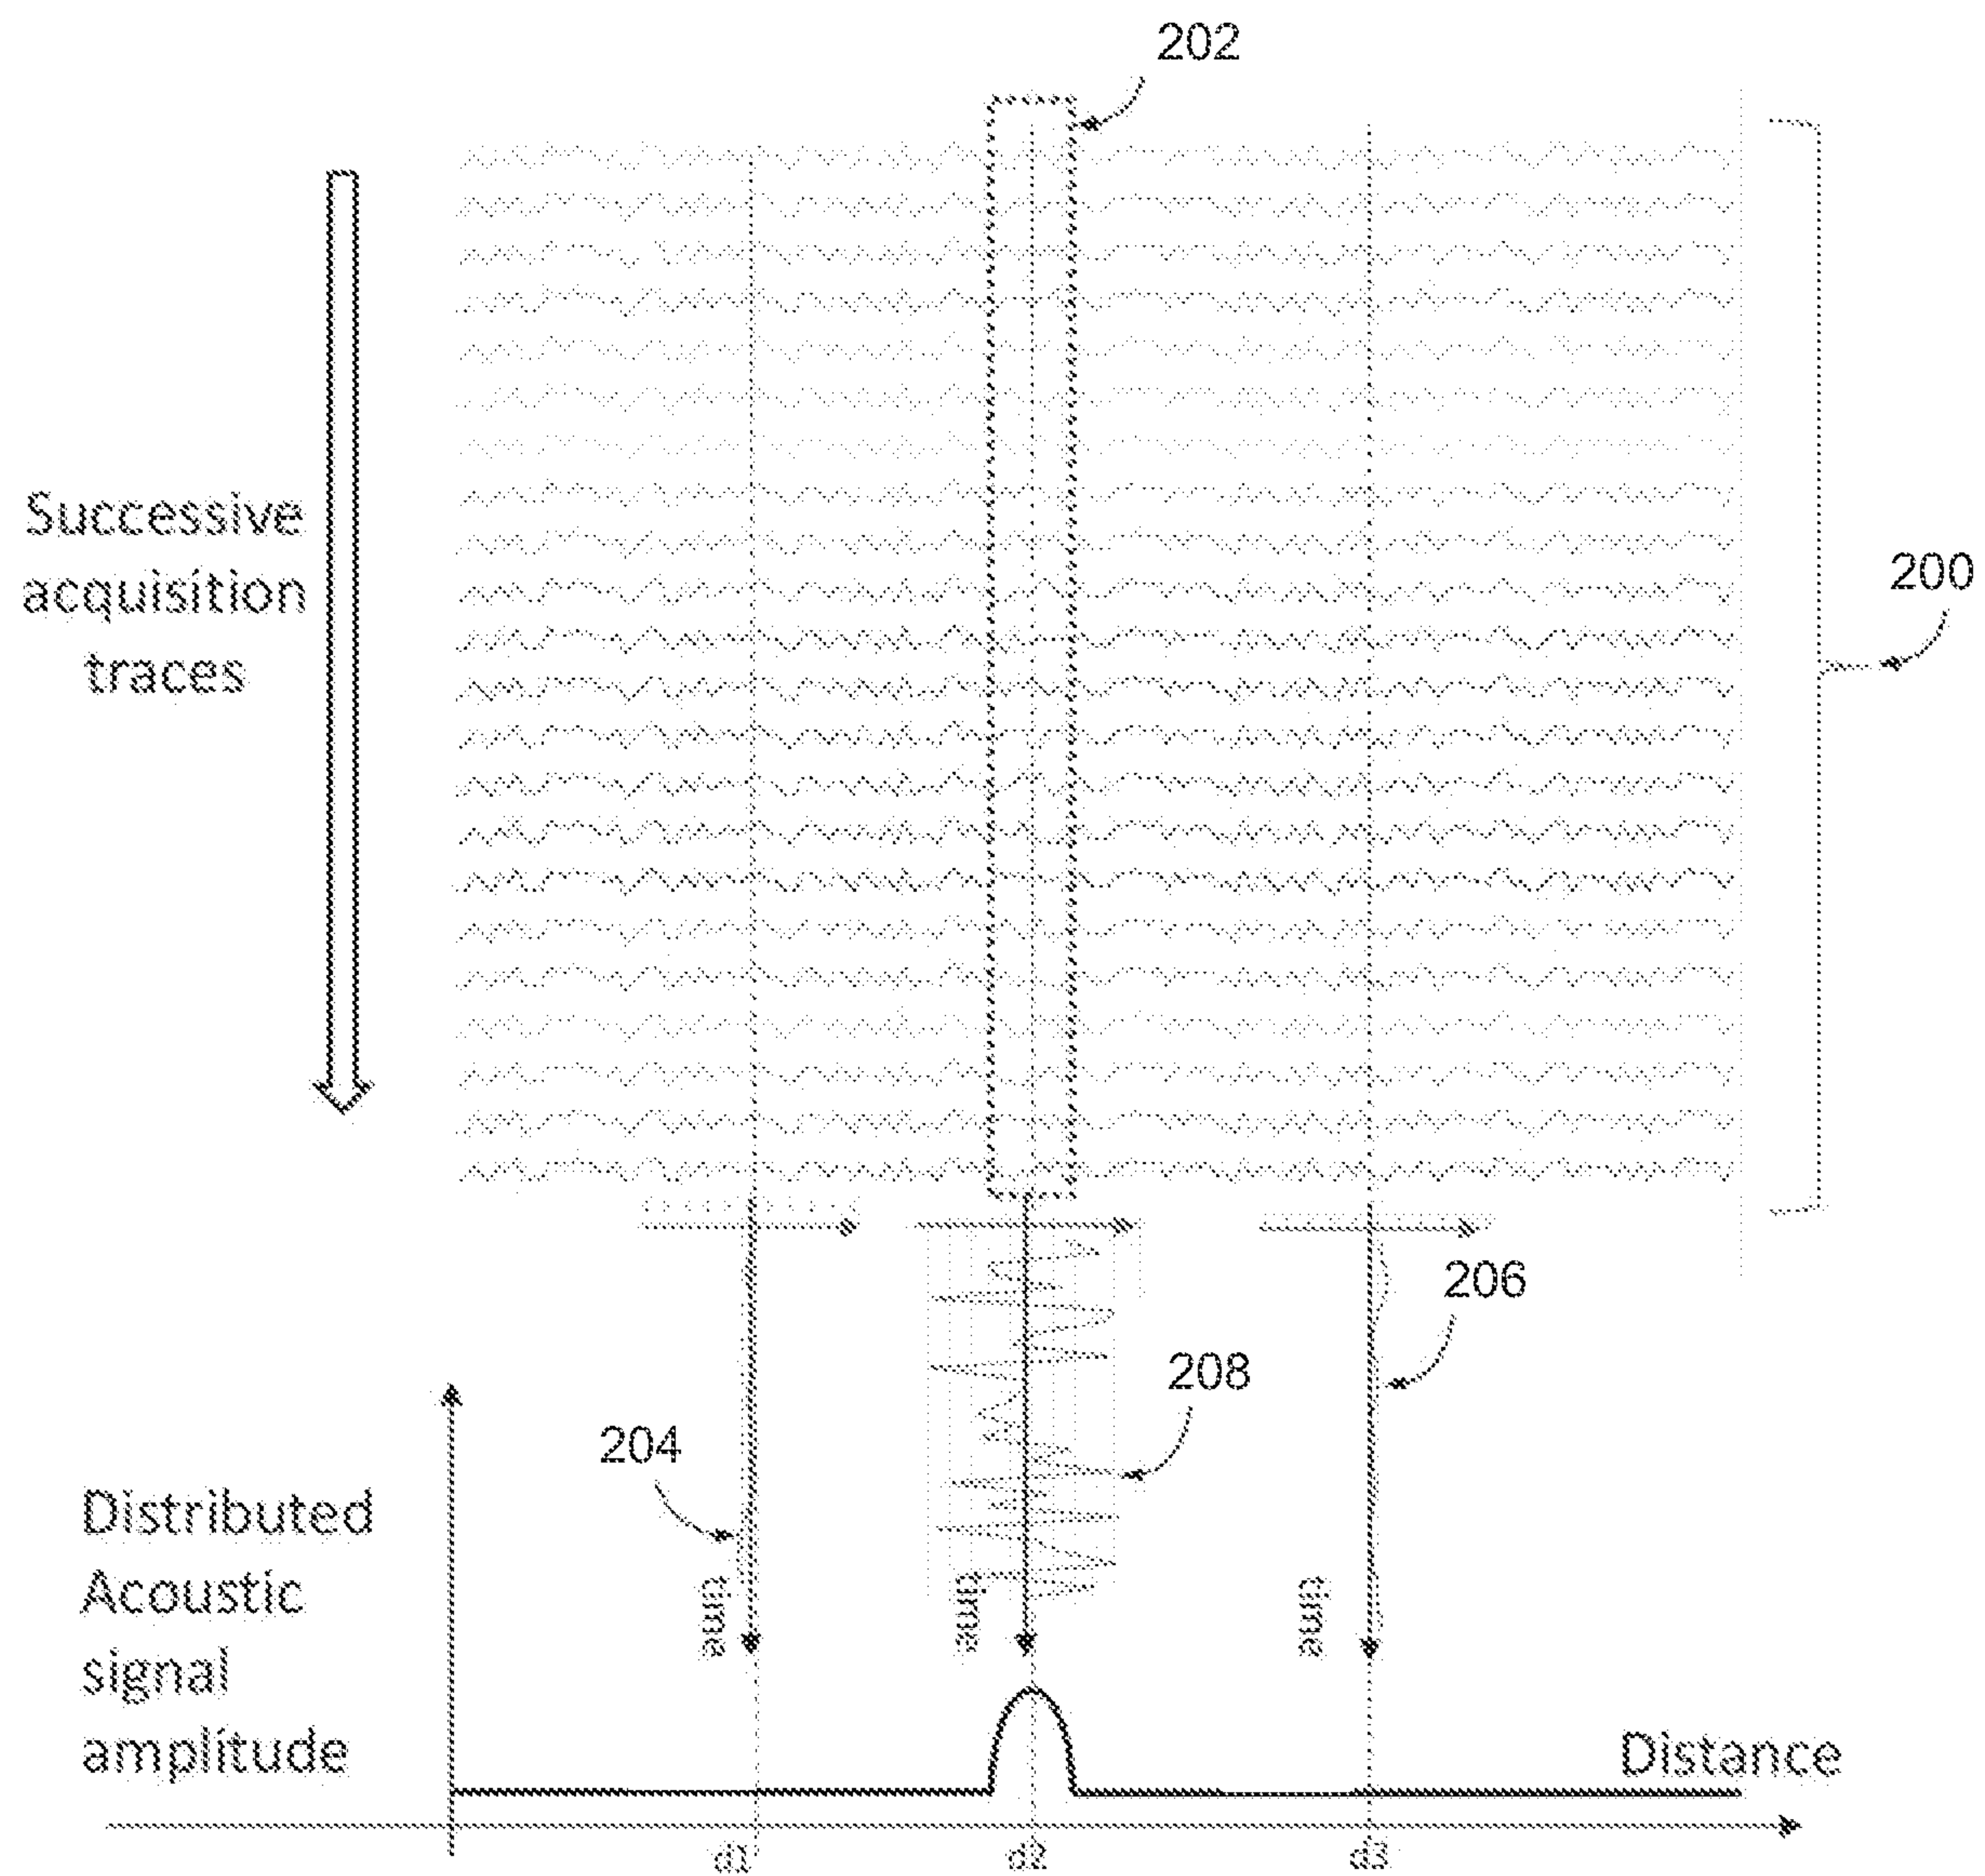 202
Successive
acquisition
traces
200
206
208
204
time
time
time
Distributed
Acoustic
signal
amplitude
Distance
d1
d2
d3